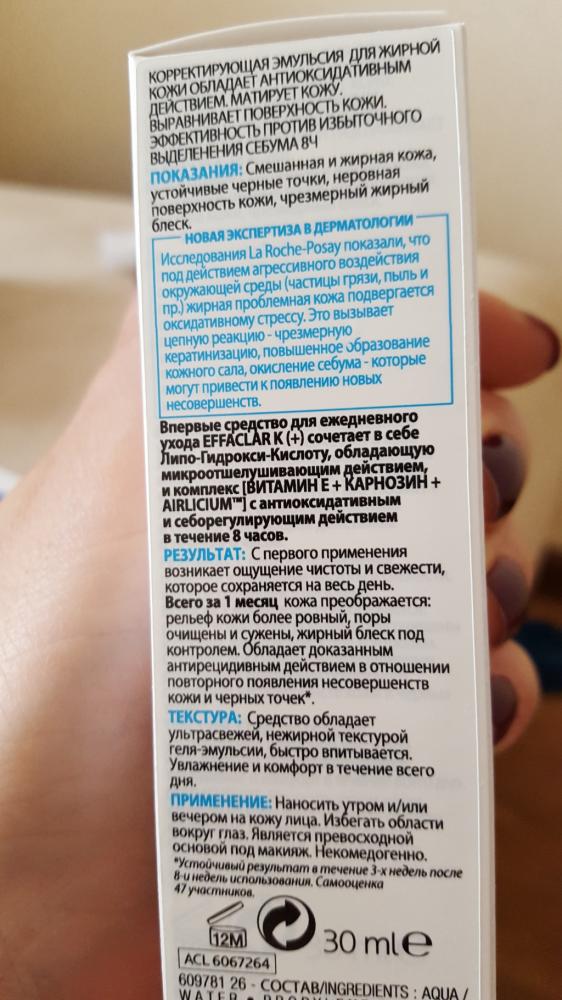 КОРРЕКТИРУЮЩАЯ ЭМУЛЬСИЯ ДЛЯ ЖИРНОЙ
КОЖИ ОБЛАДАЕТ АНТИОКСИДАТИВНЫМ
ДЕЙСТВИЕМ. МАТИРУЕТ КОЖУ.
ВЫРАВНИВАЕТ ПОВЕРХНОСТЬ КОЖИ.
ЭФФЕКТИВНОСТЬ ПРОТИВ ИЗБЫТОЧНОГО
ВЫДЕЛЕНЕНИЯ СЕБУМА 8Ч
ПОКАЗАНИЯ: Смешанная и жирная кожа,
устойчивые черные точки, неровная
поверхность кожи, чрезмерный жирный
блеск.
НОВАЯ ЭКСПЕРТИЗА В ДЕРМАТОЛОГИИ
Исследования La Roche-Posay показали, что
под действием агрессивного воздействия
окружающей среды (частицы грязи, пыль и
пр.) жирная проблемная кожа подвергается
оксидативному стрессу. Это вызывает
цепную реакцию - чрезмерную
кератинизацию, повышенное образование
кожного сала, окисление себума - которые
могут привести к появлению новых
несовершенств.
Впервые средство для ежедневного
ухода EFFACLAR K (+) сочетает в себе
Липо-Гидрокси-Кислоту, обладающую
микроотшелушивающим действием,
и комплекс [ВИТАМИН Е + КАРНОЗИН +
AIRLICIUM™] с антиоксидативным
и себорегулирующим действием
в течение 8 часов.
РЕЗУЛЬТАТ: С первого применения
возникает ощущение чистоты и свежести,
которое сохраняется на весь день.
Всего за 1 месяц кожа преображается:
рельеф кожи более ровный, поры
очищены и сужены, жирный блеск под
контролем. Обладает доказанным
антирецидивным действием в отношении
повторного появления несовершенств
кожи и черных точек*.
ТЕКСТУРА: Средство обладает
ультрасвежей, нежирной текстурой
геля-эмульсии, быстро впитывается.
Увлажнение и комфорт в течение всего
дня.
ПРИМЕНЕНИЕ: Наносить утром и/или
вечером на кожу лица. Избегать области
вокруг глаз. Является превосходной
основой под макияж. Некомедогенно.
*Устойчивый результат в течение 3-х недель после
8-и недель использования. Самооценка
47 участников.
12M
30 ml e
ACL 6067264
609781 26 - СОСТАВ/INGREDIENTS : AQUA /
WATER •